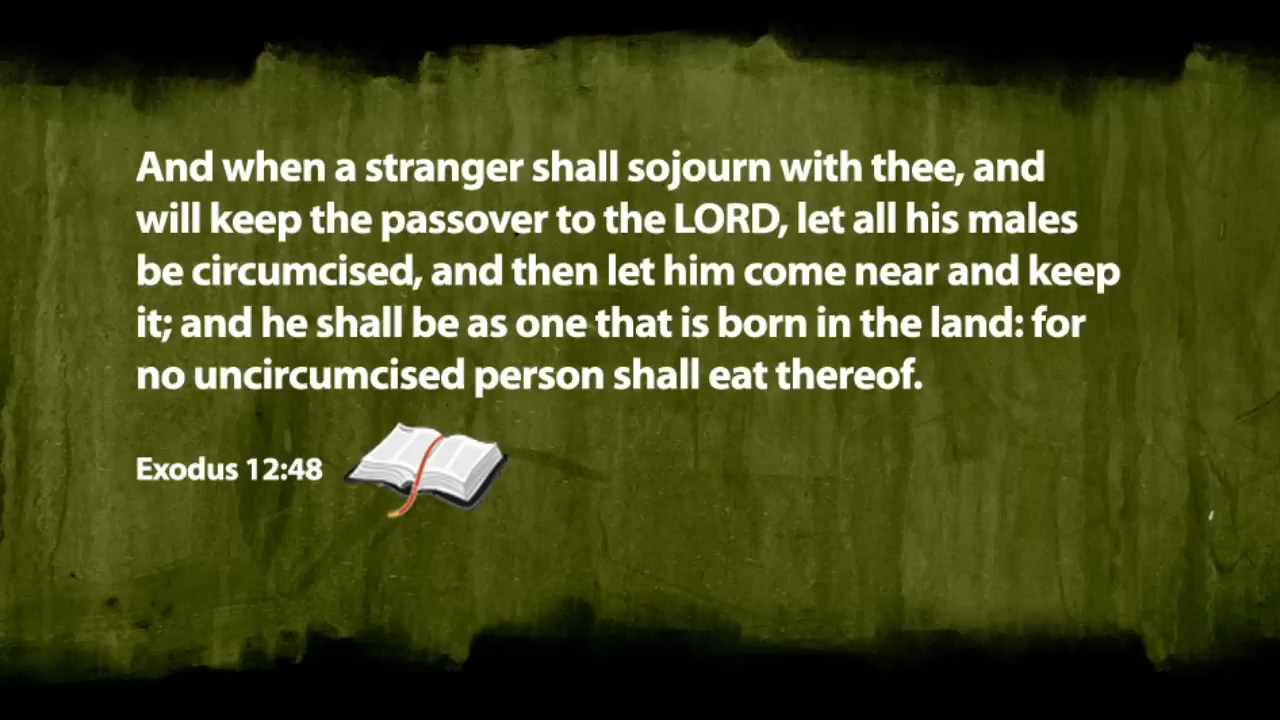 And when a stranger shall sojourn with thee, and
will keep the passover to the LORD, let all his males
be circumcised, and then let him come near and keep
it; and he shall be as one that is born in the land: for
no uncircumcised person shall eat thereof.
Exodus 12:48